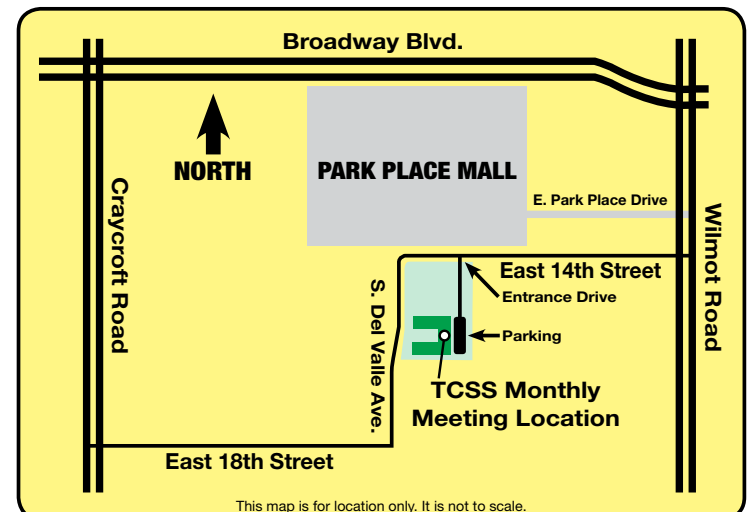 Broadway Blvd.
NORTH
PARK PLACE MALL
E. Park Place Drive
Craycroft Road
Wilmot Road
East 14th Street
S. Del Valle Ave.
Entrance Drive
Parking
TCSS Monthly
Meeting Location
East 18th Street
This map is for location only. It is not to scale.